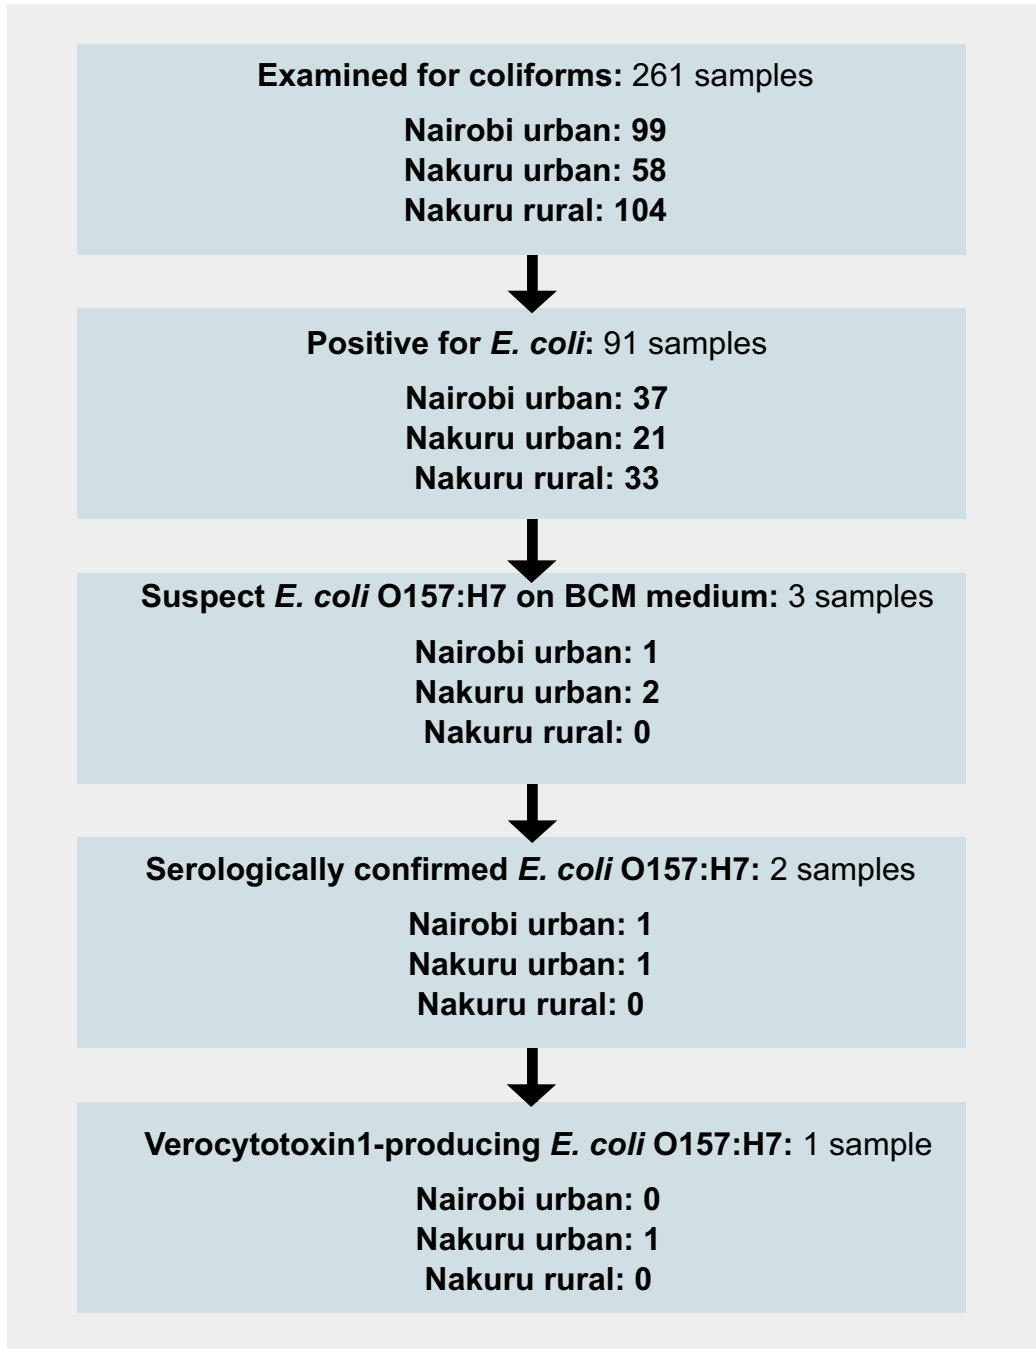 Examined for coliforms: 261 samples
Nairobi urban: 99
Nakuru urban: 58
Nakuru rural: 104
Positive for E. coli: 91 samples
Nairobi urban: 37
Nakuru urban: 21
Nakuru rural: 33
Suspect E. coli O157:H7 on BCM medium: 3 samples
Nairobi urban: 1
Nakuru urban: 2
Nakuru rural: 0
Serologically confirmed E. coli O157:H7: 2 samples
Nairobi urban: 1
Nakuru urban: 1
Nakuru rural: 0
Verocytotoxin1-producing E. coli O157:H7: 1 sample
Nairobi urban: 0
Nakuru urban: 1
Nakuru rural: 0